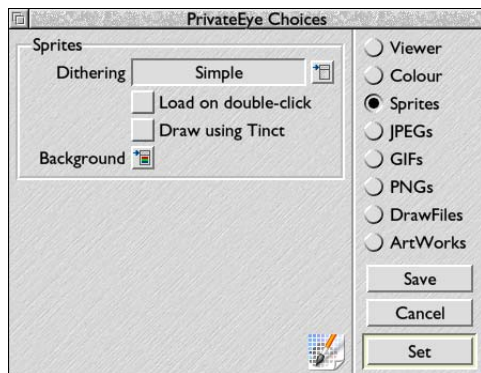 PrivateEye Choices
Sprites
Dithering Simple
Load on double-click
Draw using Tinct
Background
Viewer
Colour
Sprites
JPEGs
GIFs
PNGs
DrawFiles
ArtWorks
Save
Cancel
Set